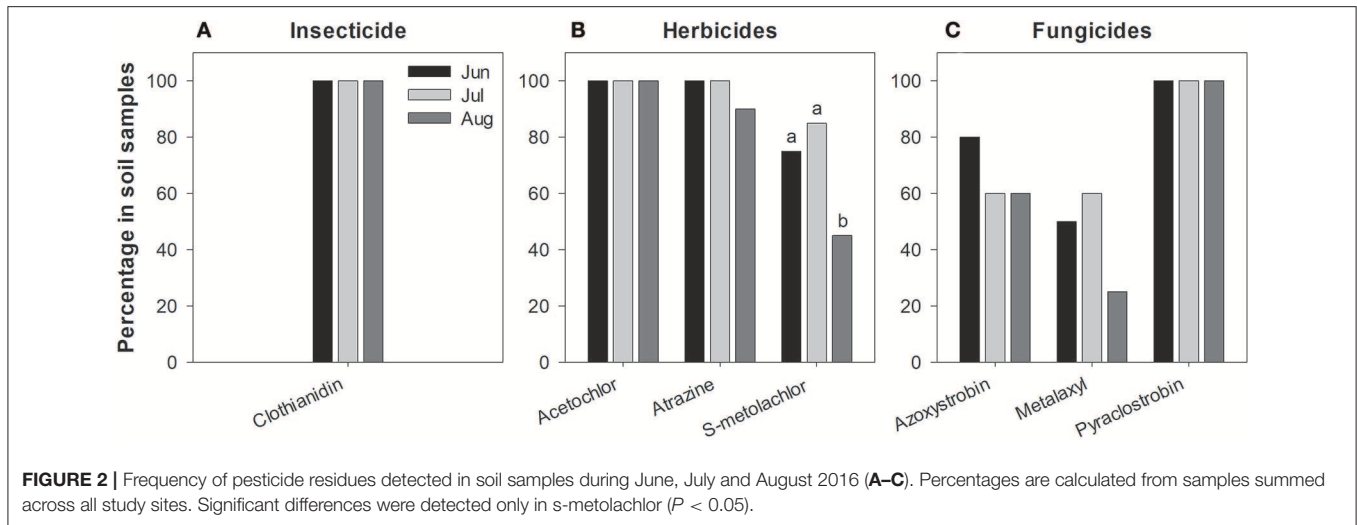 A Insecticide
B Herbicides
C Fungicides
Percentage in soil samples
100
80
60
40
20
0
Jun
Jul
Aug
Clothianidin
100
80
60
40
20
0
a
a
b
Acetochlor
Atrazine
S-metolachlor
100
80
60
40
20
0
Azoxystrobin
Metalaxyl
Pyraclostrobin
FIGURE 2 | Frequency of pesticide residues detected in soil samples during June, July and August 2016 (A–C). Percentages are calculated from samples summed
across all study sites. Significant differences were detected only in s-metolachlor (P < 0.05).